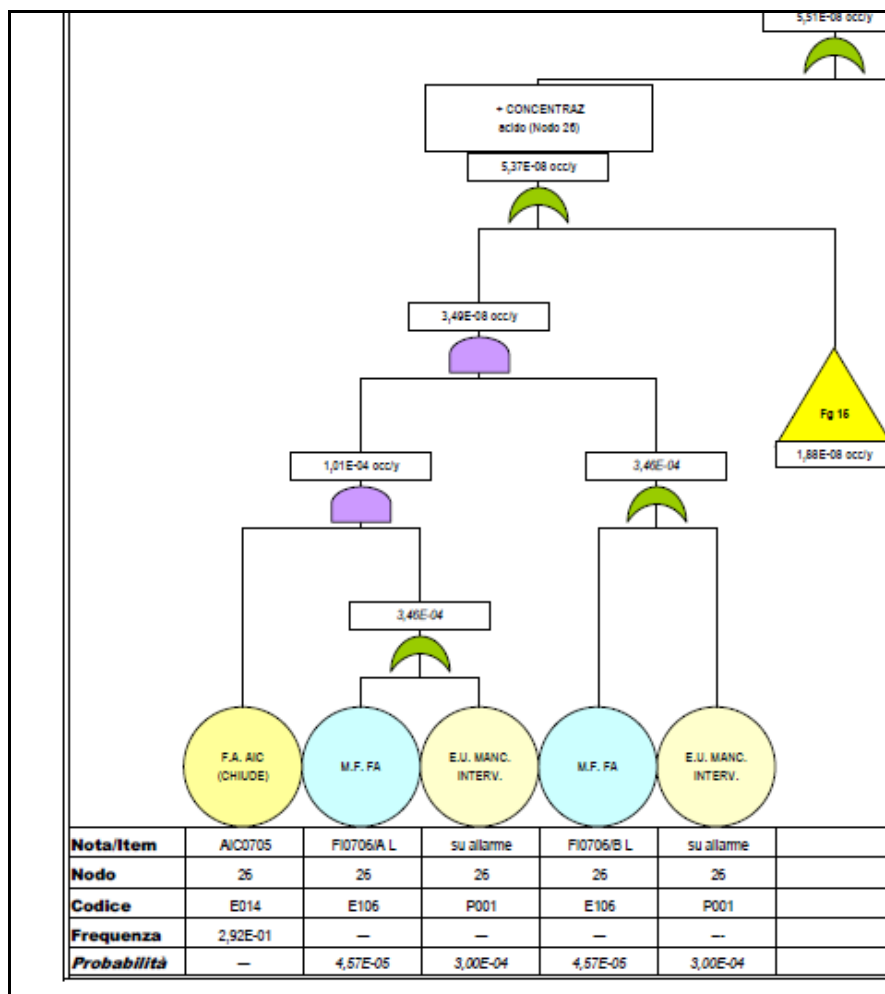 5,51E-08 occ/y
+ CONCENTRAZ
acido (Nodo 26)
5,37E-08 occ/y
3,49E-08 occ/y
Fg 16
1,88E-08 occ/y
1,01E-04 occ/y
3,46E-04
3,46E-04
F.A. AIC
(CHIUDE)
M.F. FA
E.U. MANC.
INTERV.
M.F. FA
E.U. MANC.
INTERV.
Nota/Item AIC0705 FI0706/A L su allarme FI0706/B L su allarme
Nodo 26 26 26 26 26
Codice E014 E106 P001 E106 P001
Frequenza 2,92E-01 — — — —
Probabilità — 4,57E-05 3,00E-04 4,57E-05 3,00E-04